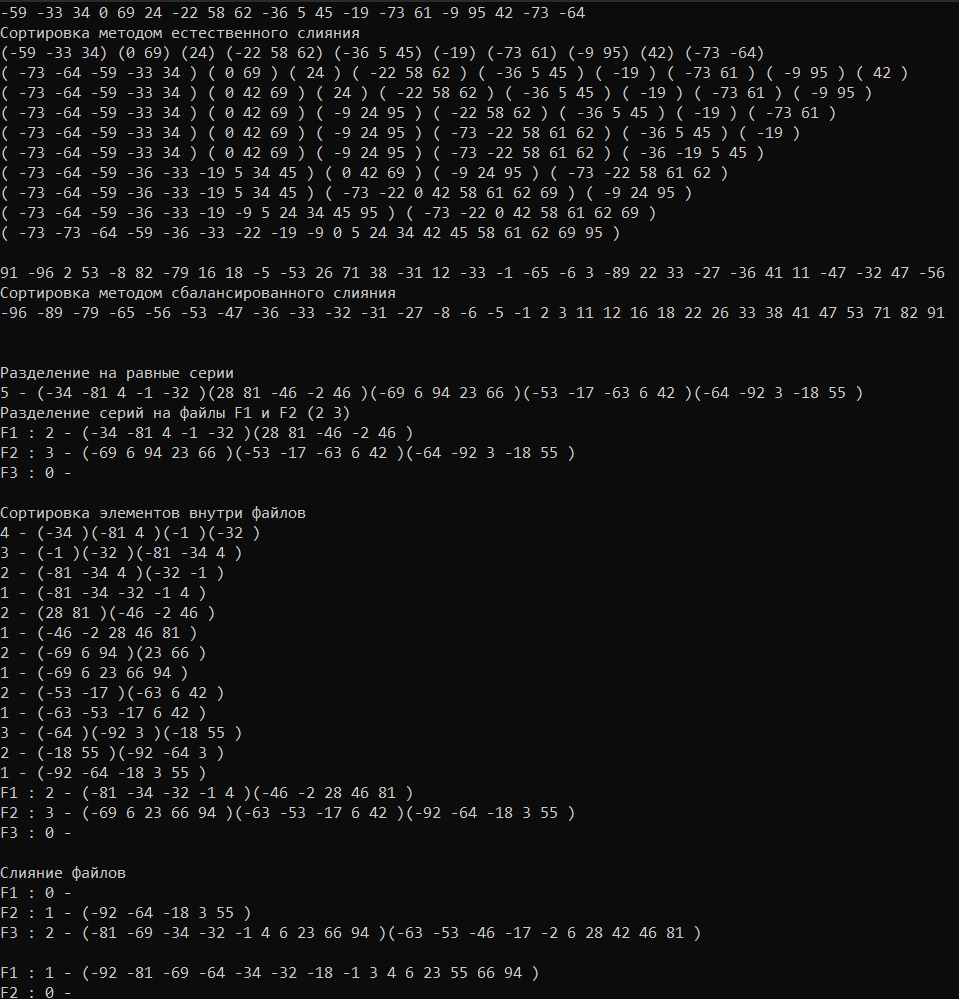 -59 -33 34 0 69 24 -22 58 62 -36 5 45 -19 -73 61 -9 95 42 -73 -64
Сортировка методом естественного слияния
(-59 -33 34) (0 69) (24) (-22 58 62) (-36 5 45) (-19) (-73 61) (-9 95) (42) (-73 -64)
( -73 -64 -59 -33 34 ) ( 0 69 ) ( 24 ) ( -22 58 62 ) ( -36 5 45 ) ( -19 ) ( -73 61 ) ( -9 95 ) ( 42 )
( -73 -64 -59 -33 34 ) ( 0 42 69 ) ( 24 ) ( -22 58 62 ) ( -36 5 45 ) ( -19 ) ( -73 61 ) ( -9 95 )
( -73 -64 -59 -33 34 ) ( 0 42 69 ) ( -9 24 95 ) ( -22 58 62 ) ( -36 5 45 ) ( -19 ) ( -73 61 )
( -73 -64 -59 -33 34 ) ( 0 42 69 ) ( -9 24 95 ) ( -73 -22 58 61 62 ) ( -36 5 45 ) ( -19 )
( -73 -64 -59 -33 34 ) ( 0 42 69 ) ( -9 24 95 ) ( -73 -22 58 61 62 ) ( -36 -19 5 45 )
( -73 -64 -59 -36 -33 -19 5 34 45 ) ( 0 42 69 ) ( -9 24 95 ) ( -73 -22 58 61 62 )
( -73 -64 -59 -36 -33 -19 5 34 45 ) ( -73 -22 0 42 58 61 62 69 ) ( -9 24 95 )
( -73 -64 -59 -36 -33 -19 -9 5 24 34 45 95 ) ( -73 -22 0 42 58 61 62 69 )
( -73 -73 -64 -59 -36 -33 -22 -19 -9 0 5 24 34 42 45 58 61 62 69 95 )
91 -96 2 53 -8 82 -79 16 18 -5 -53 26 71 38 -31 12 -33 -1 -65 -6 3 -89 22 33 -27 -36 41 11 -47 -32 47 -56
Сортировка методом сбалансированного слияния
-96 -89 -79 -65 -56 -53 -47 -36 -33 -32 -31 -27 -8 -6 -5 -1 2 3 11 12 16 18 22 26 33 38 41 47 53 71 82 91
Разделение на равные серии
5 - (-34 -81 4 -1 -32 )(28 81 -46 -2 46 )(-69 6 94 23 66 )(-53 -17 -63 6 42 )(-64 -92 3 -18 55 )
Разделение серий на файлы F1 и F2 (2 3)
F1 : 2 - (-34 -81 4 -1 -32 )(28 81 -46 -2 46 )
F2 : 3 - (-69 6 94 23 66 )(-53 -17 -63 6 42 )(-64 -92 3 -18 55 )
F3 : 0 -
Сортировка элементов внутри файлов
4 - (-34 )(-81 4 )(-1 )(-32 )
3 - (-1 )(-32 )(-81 -34 4 )
2 - (-81 -34 4 )(-32 -1 )
1 - (-81 -34 -32 -1 4 )
2 - (28 81 )(-46 -2 46 )
1 - (-46 -2 28 46 81 )
2 - (-69 6 94 )(23 66 )
1 - (-69 6 23 66 94 )
2 - (-53 -17 )(-63 6 42 )
1 - (-63 -53 -17 6 42 )
3 - (-64 )(-92 3 )(-18 55 )
2 - (-18 55 )(-92 -64 3 )
1 - (-92 -64 -18 3 55 )
F1 : 2 - (-81 -34 -32 -1 4 )(-46 -2 28 46 81 )
F2 : 3 - (-69 6 23 66 94 )(-63 -53 -17 6 42 )(-92 -64 -18 3 55 )
F3 : 0 -
Слияние файлов
F1 : 0 -
F2 : 1 - (-92 -64 -18 3 55 )
F3 : 2 - (-81 -69 -34 -32 -1 4 6 23 66 94 )(-63 -53 -46 -17 -2 6 28 42 46 81 )
F1 : 1 - (-92 -81 -69 -64 -34 -32 -18 -1 3 4 6 23 55 66 94 )
F2 : 0 -